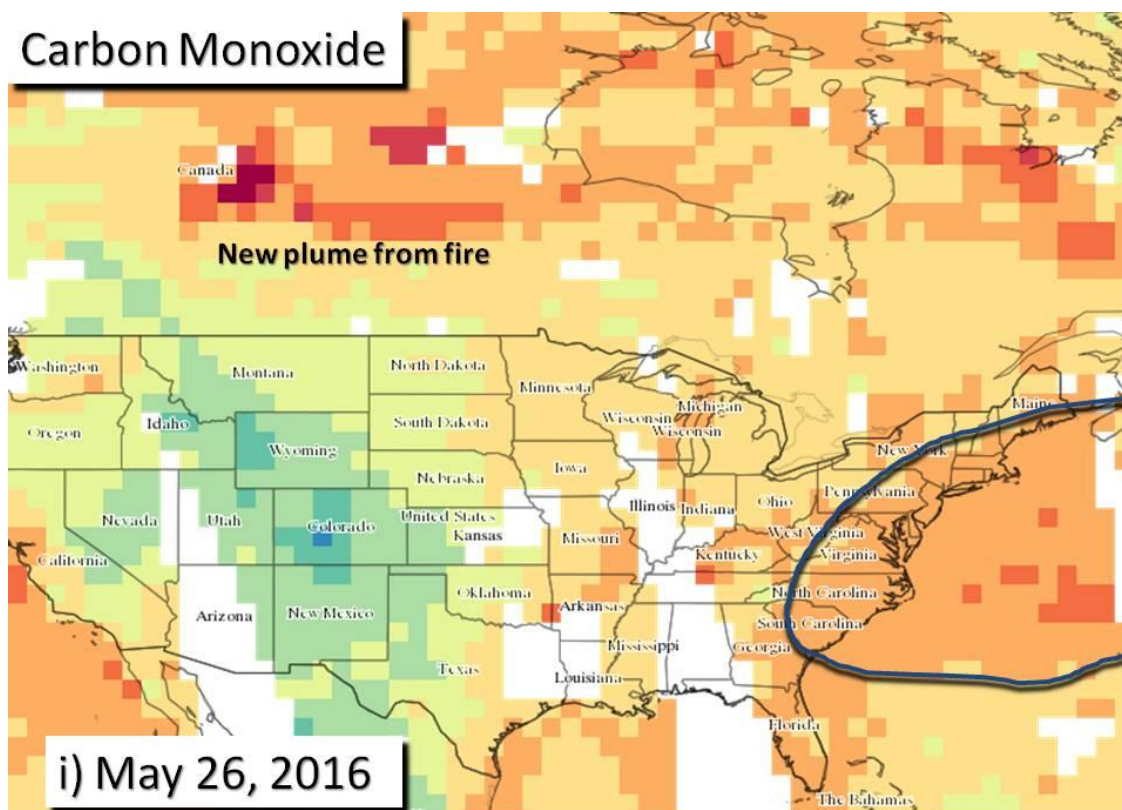 Carbon Monoxide
Canada
New plume from fire
Washington
Montana
North Dakota
Minnesota
Maine
Oregon
Idaho
South Dakota
Wisconsin
Michigan
Wisconsin
Wyoming
New York
Nebraska
Iowa
Pennsylvania
Nevada
Utah
Colorado
United States
Kansas
Illinois
Indiana
Ohio
West Virginia
Virginia
California
Missouri
Kentucky
Arizona
New Mexico
Oklahoma
Arkansas
North Carolina
South Carolina
Mississippi
Georgia
Texas
Louisiana
Florida
i) May 26, 2016
The Bahamas